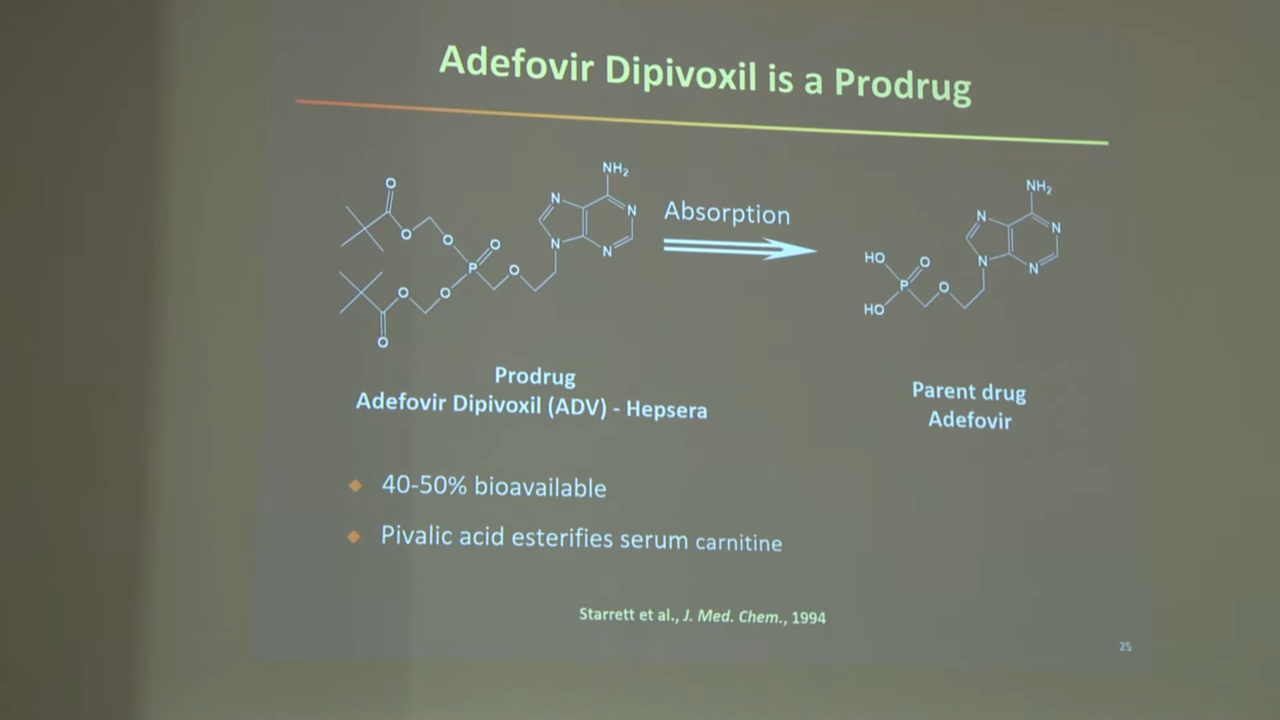 Adefovir Dipivoxil is a Prodrug
NH₂
N
N
N
N
O
O
O
O
P
O
O
O
O
Absorption
NH₂
N
N
N
N
HO
O
P
O
HO
Prodrug
Adefovir Dipivoxil (ADV) - Hepsera
Parent drug
Adefovir
40-50% bioavailable
Pivalic acid esterifies serum carnitine
Starrett et al., J. Med. Chem., 1994
25